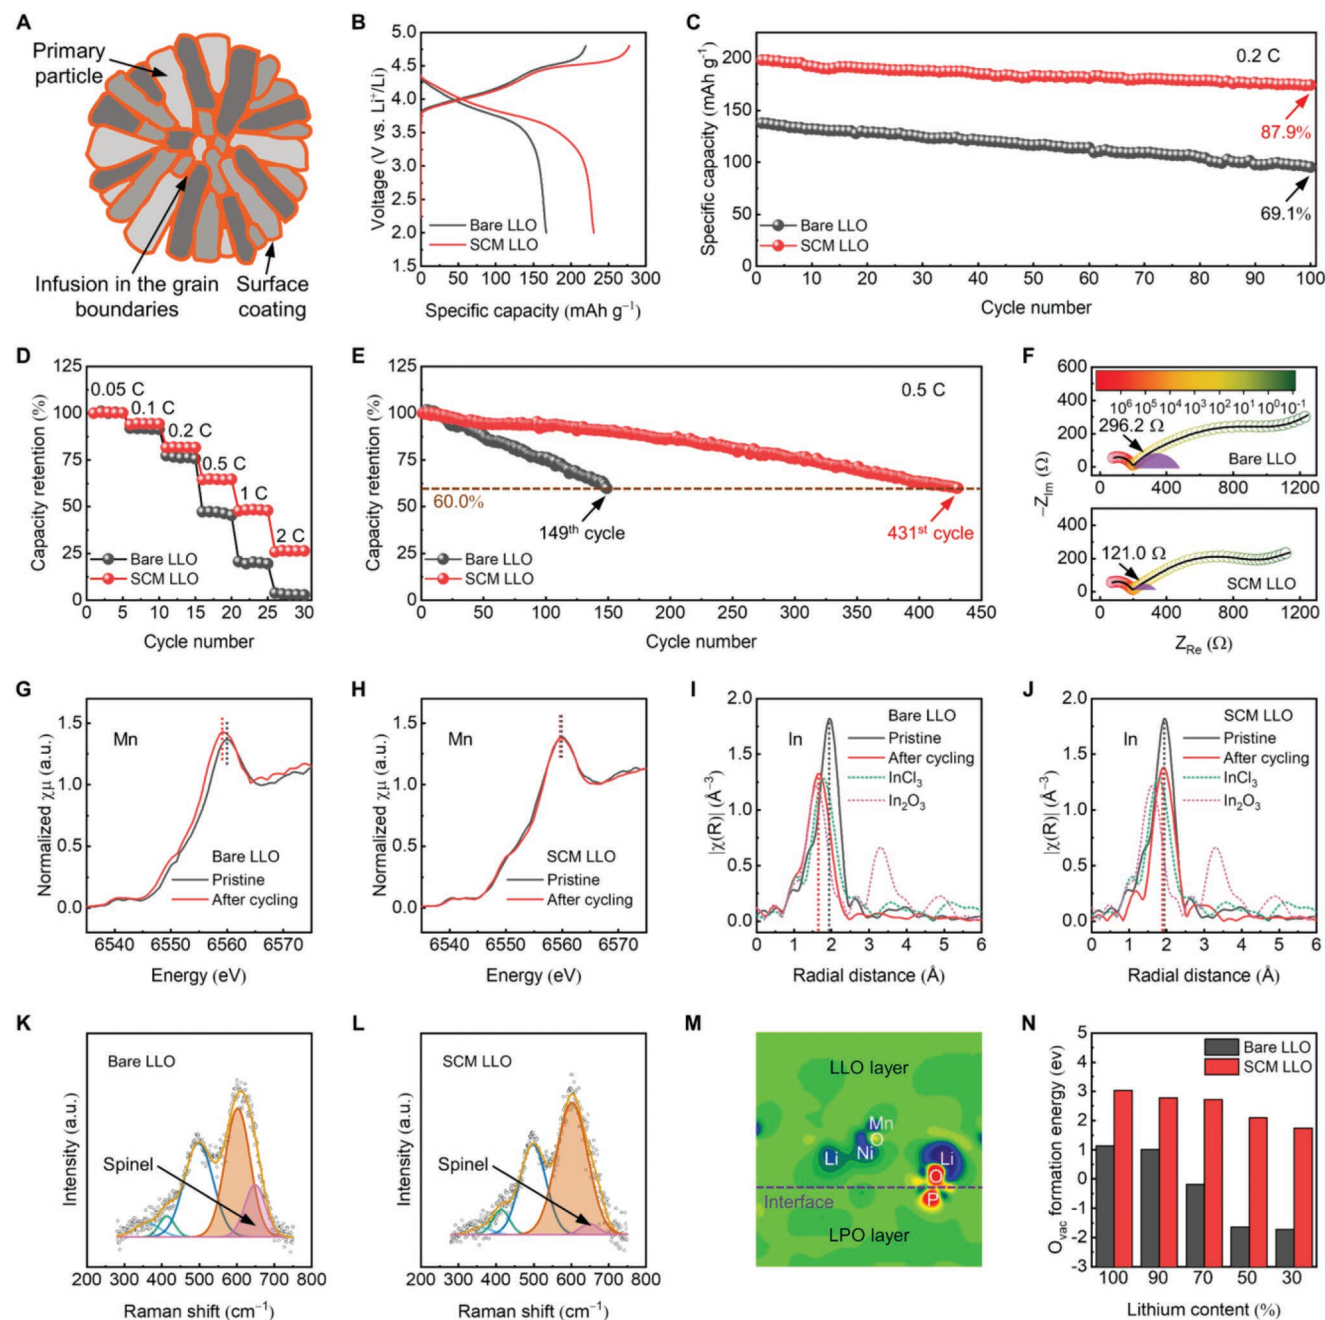 A
Primary
particle
Infusion in the grain
boundaries
Surface
coating
B
5.0
4.5
4.0
3.5
3.0
2.5
2.0
1.5
Voltage (V vs. Li⁺/Li)
Bare LLO
SCM LLO
0 50 100 150 200 250 300
Specific capacity (mAh g⁻¹)
C
200
150
100
50
0
Specific capacity (mAh g⁻¹)
0.2 C
87.9%
69.1%
Bare LLO
SCM LLO
0 10 20 30 40 50 60 70 80 90 100
Cycle number
D
125
100
75
50
25
0
Capacity retention (%)
0.05 C
0.1 C
0.2 C
0.5 C
1 C
2 C
Bare LLO
SCM LLO
0 5 10 15 20 25 30
Cycle number
E
125
100
75
50
25
0
Capacity retention (%)
0.5 C
60.0%
149ᵗʰ cycle
431ˢᵗ cycle
Bare LLO
SCM LLO
0 50 100 150 200 250 300 350 400 450
Cycle number
F
600
400
200
0
10⁶ 10⁵ 10⁴ 10³ 10² 10¹ 10⁰ 10⁻¹
296.2 Ω
Bare LLO
−Z_Im (Ω)
600
400
200
0
121.0 Ω
SCM LLO
0 400 800 1200
Z_Re (Ω)
G
1.5
1.0
0.5
0.0
Normalized χμ (a.u.)
Mn
Bare LLO
Pristine
After cycling
6540 6550 6560 6570
Energy (eV)
H
1.5
1.0
0.5
0.0
Normalized χμ (a.u.)
Mn
SCM LLO
Pristine
After cycling
6540 6550 6560 6570
Energy (eV)
I
2.0
1.5
1.0
0.5
0.0
|χ(R)| (Å⁻³)
In
Bare LLO
Pristine
After cycling
InCl₃
In₂O₃
0 1 2 3 4 5 6
Radial distance (Å)
J
2.0
1.5
1.0
0.5
0.0
|χ(R)| (Å⁻³)
In
SCM LLO
Pristine
After cycling
InCl₃
In₂O₃
0 1 2 3 4 5 6
Radial distance (Å)
K
Intensity (a.u.)
Bare LLO
Spinel
200 300 400 500 600 700 800
Raman shift (cm⁻¹)
L
Intensity (a.u.)
SCM LLO
Spinel
200 300 400 500 600 700 800
Raman shift (cm⁻¹)
M
LLO layer
Mn
O
Li
Ni
Li
O
Interface
P
LPO layer
N
5
4
3
2
1
0
-1
-2
-3
O_vac formation energy (ev)
Bare LLO
SCM LLO
100 90 70 50 30
Lithium content (%)